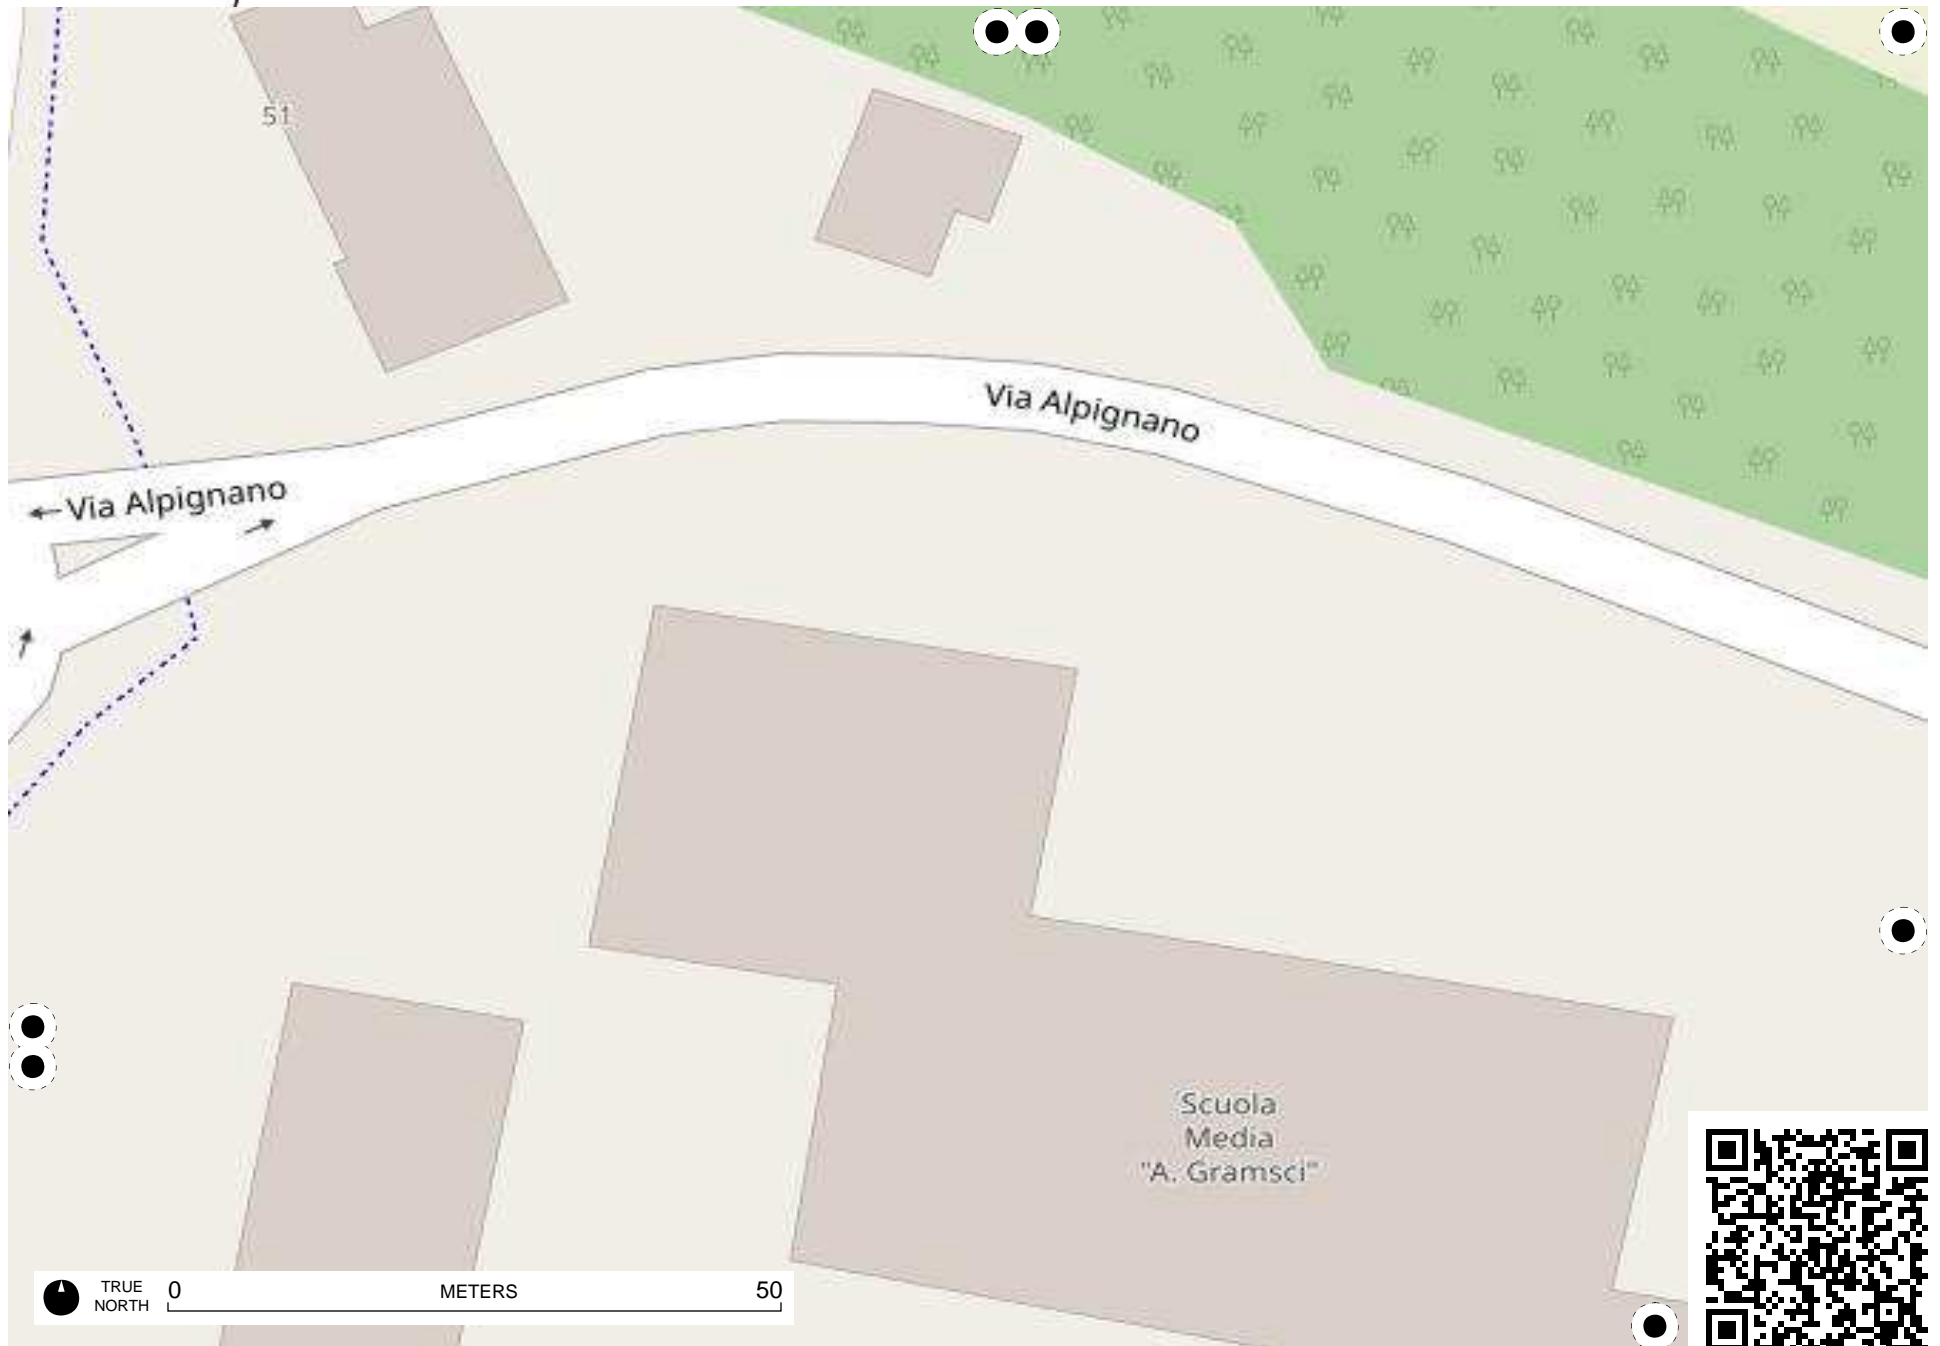 51
Via Alpignano
Via Alpignano
Scuola
Media
"A. Gramsci"
TRUE
NORTH
0 METERS 50